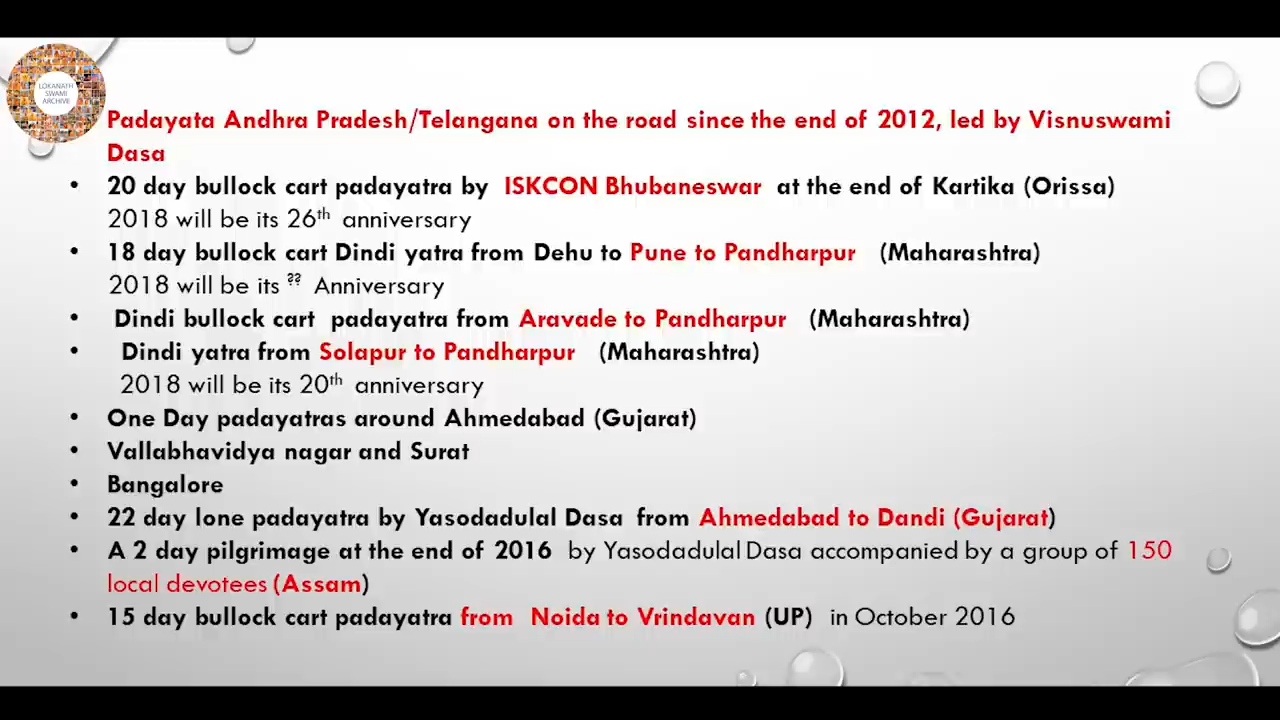 LOKANATH
SWAMI
ARCHIVE
Padayata Andhra Pradesh/Telangana on the road since the end of 2012, led by Visnuswami
Dasa
• 20 day bullock cart padayatra by ISKCON Bhubaneswar at the end of Kartika (Orissa)
2018 will be its 26th anniversary
• 18 day bullock cart Dindi yatra from Dehu to Pune to Pandharpur (Maharashtra)
2018 will be its ?? Anniversary
• Dindi bullock cart padayatra from Aravade to Pandharpur (Maharashtra)
• Dindi yatra from Solapur to Pandharpur (Maharashtra)
2018 will be its 20th anniversary
• One Day padayatras around Ahmedabad (Gujarat)
• Vallabhavidya nagar and Surat
• Bangalore
• 22 day lone padayatra by Yasodadulal Dasa from Ahmedabad to Dandi (Gujarat)
• A 2 day pilgrimage at the end of 2016 by Yasodadulal Dasa accompanied by a group of 150
local devotees (Assam)
• 15 day bullock cart padayatra from Noida to Vrindavan (UP) in October 2016